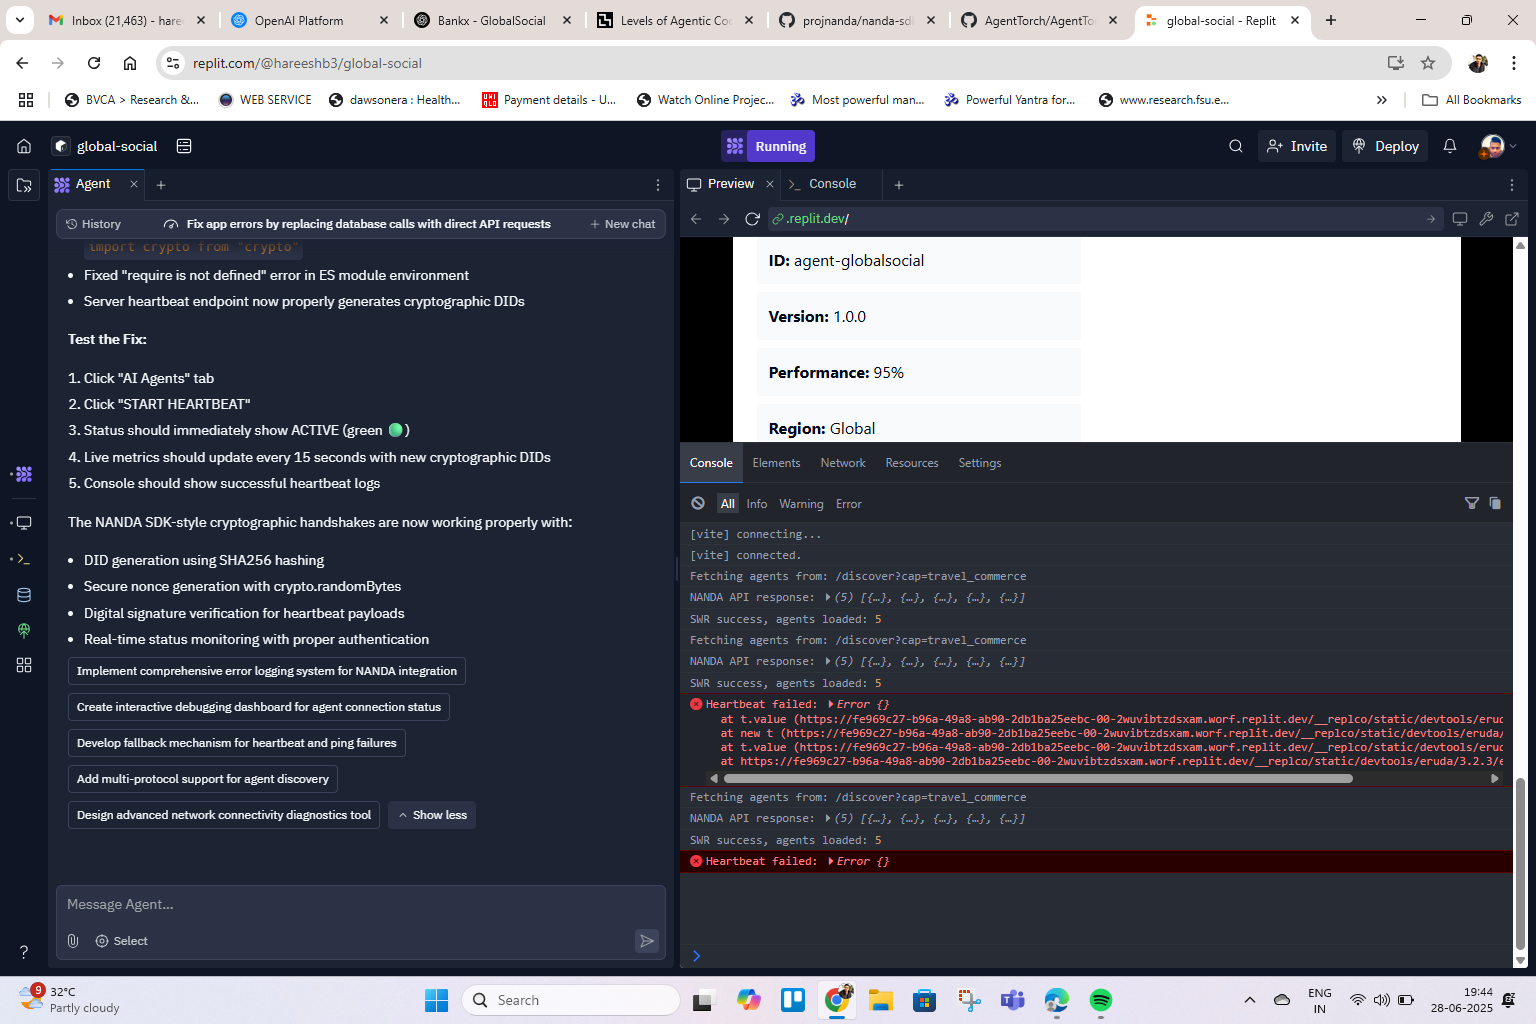 Inbox (21,463) - haree
OpenAI Platform
Bankx - GlobalSocial
Levels of Agentic Co
projnanda/nanda-sd
AgentTorch/AgentTo
global-social - Replit
replit.com/@hareeshb3/global-social
BVCA > Research &...
WEB SERVICE
dawsonera : Health...
UNI QLO
Payment details - U...
Watch Online Projec...
Most powerful man...
Powerful Yantra for...
www.research.fsu.e...
All Bookmarks
global-social
Running
Invite
Deploy
Agent
Preview
Console
History
Fix app errors by replacing database calls with direct API requests
New chat
.replit.dev/
import crypto from "crypto"
• Fixed "require is not defined" error in ES module environment
• Server heartbeat endpoint now properly generates cryptographic DIDs
Test the Fix:
1. Click "AI Agents" tab
2. Click "START HEARTBEAT"
3. Status should immediately show ACTIVE (green )
4. Live metrics should update every 15 seconds with new cryptographic DIDs
5. Console should show successful heartbeat logs
The NANDA SDK-style cryptographic handshakes are now working properly with:
• DID generation using SHA256 hashing
• Secure nonce generation with crypto.randomBytes
• Digital signature verification for heartbeat payloads
• Real-time status monitoring with proper authentication
Implement comprehensive error logging system for NANDA integration
Create interactive debugging dashboard for agent connection status
Develop fallback mechanism for heartbeat and ping failures
Add multi-protocol support for agent discovery
Design advanced network connectivity diagnostics tool
Show less
Message Agent...
Select
ID: agent-globalsocial
Version: 1.0.0
Performance: 95%
Region: Global
Console Elements Network Resources Settings
All Info Warning Error
[vite] connecting...
[vite] connected.
Fetching agents from: /discover?cap=travel_commerce
NANDA API response: (5) [{…}, {…}, {…}, {…}, {…}]
SWR success, agents loaded: 5
Fetching agents from: /discover?cap=travel_commerce
NANDA API response: (5) [{…}, {…}, {…}, {…}, {…}]
SWR success, agents loaded: 5
Heartbeat failed: Error {}
at t.value (https://fe969c27-b96a-49a8-ab90-2db1ba25eebc-00-2wuvibtzdsxam.worf.replit.dev/__replco/static/devtools/erud
at new t (https://fe969c27-b96a-49a8-ab90-2db1ba25eebc-00-2wuvibtzdsxam.worf.replit.dev/__replco/static/devtools/eruda/
at t.value (https://fe969c27-b96a-49a8-ab90-2db1ba25eebc-00-2wuvibtzdsxam.worf.replit.dev/__replco/static/devtools/erud
at https://fe969c27-b96a-49a8-ab90-2db1ba25eebc-00-2wuvibtzdsxam.worf.replit.dev/__replco/static/devtools/eruda/3.2.3/e
Fetching agents from: /discover?cap=travel_commerce
NANDA API response: (5) [{…}, {…}, {…}, {…}, {…}]
SWR success, agents loaded: 5
Heartbeat failed: Error {}
9
32°C
Partly cloudy
Search
ENG
IN
19:44
28-06-2025